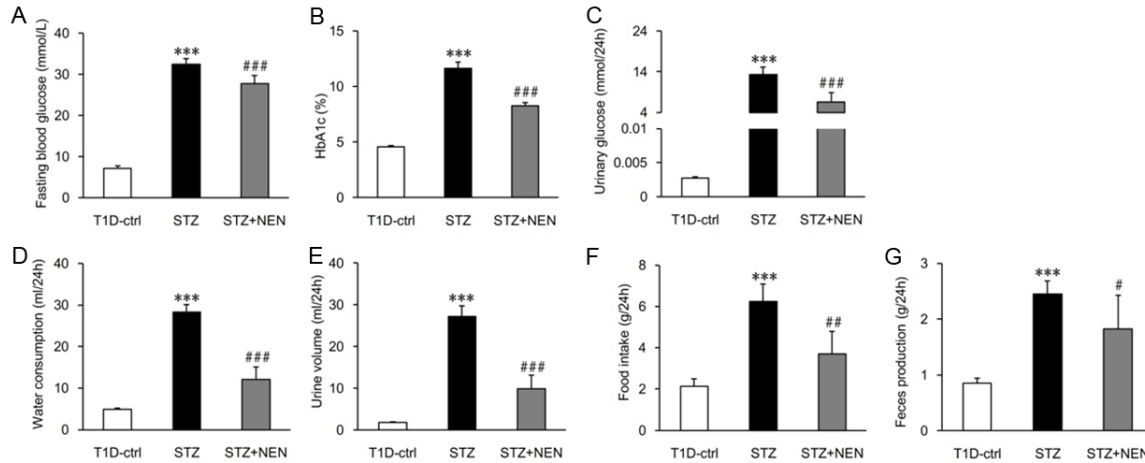 A
Fasting blood glucose (mmol/L)
40
30
20
10
0
***
###
T1D-ctrl STZ STZ+NEN
B
HbA1c (%)
15%
10%
5%
0%
***
###
T1D-ctrl STZ STZ+NEN
C
Urinary glucose (mmol/24h)
24
14
4
0.01
0.005
0
***
###
T1D-ctrl STZ STZ+NEN
D
Water consumption (ml/24h)
40
30
20
10
0
***
###
T1D-ctrl STZ STZ+NEN
E
Urine volume (ml/24h)
40
30
20
10
0
***
###
T1D-ctrl STZ STZ+NEN
F
Food intake (g/24h)
8
6
4
2
0
***
##
T1D-ctrl STZ STZ+NEN
G
Feces production (g/24h)
3
2
1
0
***
#
T1D-ctrl STZ STZ+NEN